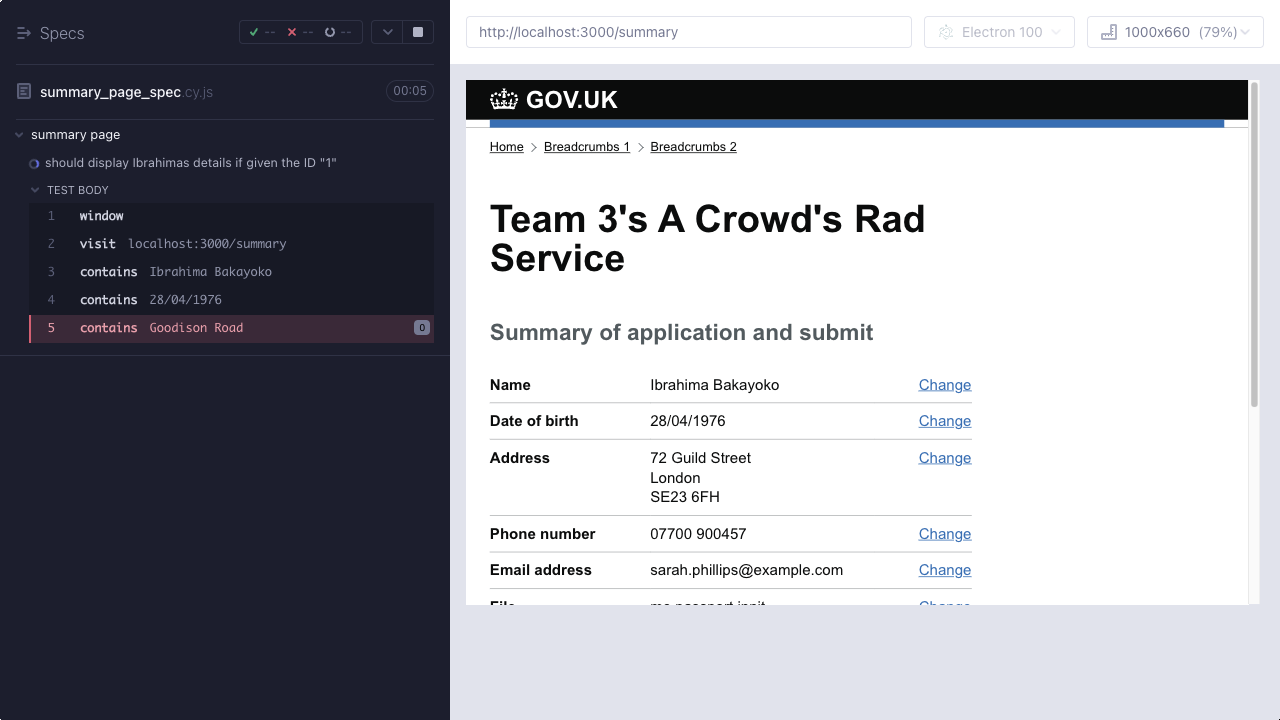 Specs
--
--
--
summary_page_spec.cy.js
00:05
summary page
should display Ibrahimas details if given the ID "1"
TEST BODY
1 window
2 visit localhost:3000/summary
3 contains Ibrahima Bakayoko
4 contains 28/04/1976
5 contains Goodison Road 0
http://localhost:3000/summary
Electron 100
1000x660 (79%)
GOV.UK
Home Breadcrumbs 1 Breadcrumbs 2
Team 3's A Crowd's Rad
Service
Summary of application and submit
Name Ibrahima Bakayoko Change
Date of birth 28/04/1976 Change
Address 72 Guild Street Change
London
SE23 6FH
Phone number 07700 900457 Change
Email address sarah.phillips@example.com Change
File Change